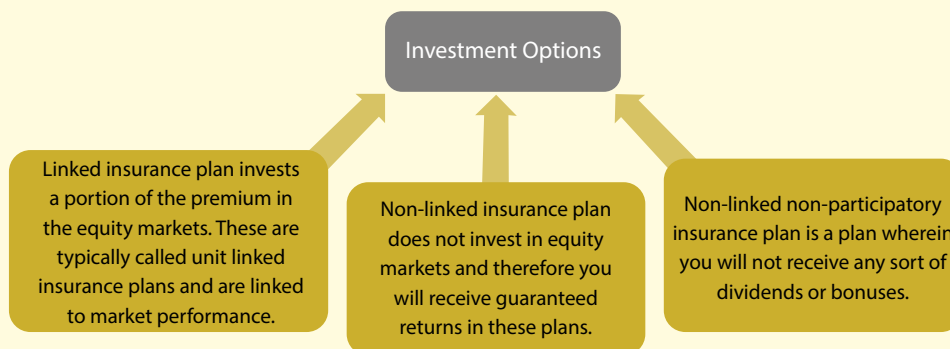 Investment Options
Linked insurance plan invests
a portion of the premium in
the equity markets. These are
typically called unit linked
insurance plans and are linked
to market performance.
Non-linked insurance plan
does not invest in equity
markets and therefore you
will receive guaranteed
returns in these plans.
Non-linked non-participatory
insurance plan is a plan wherein
you will not receive any sort of
dividends or bonuses.